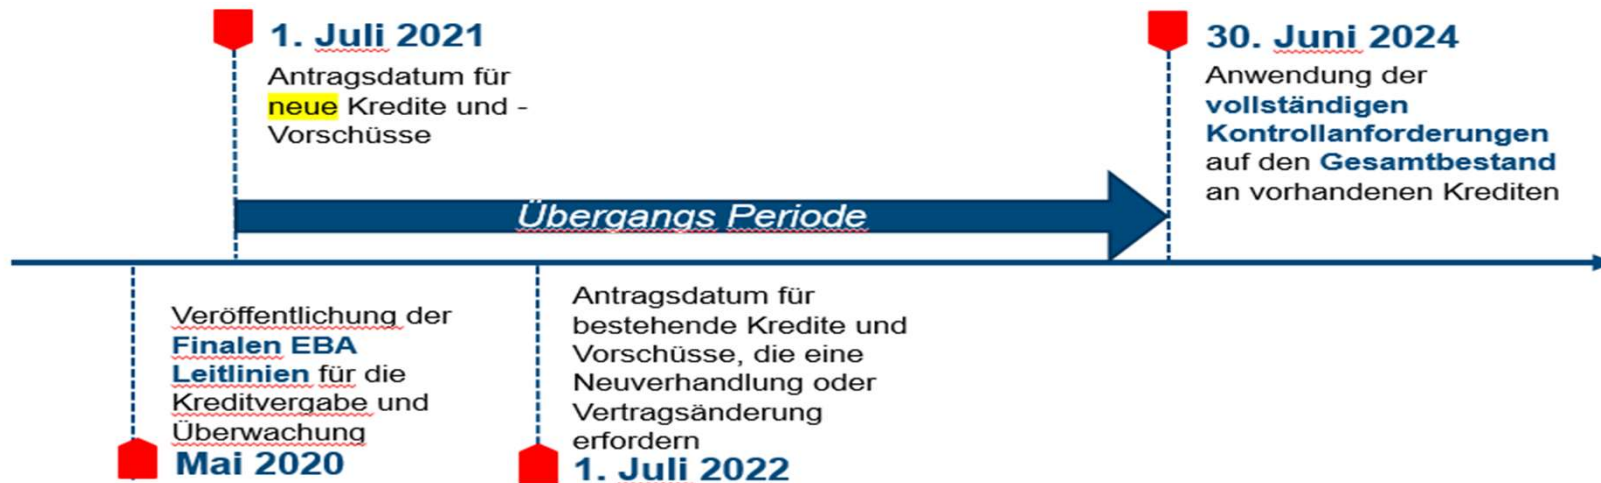 1. Juli 2021
Antragsdatum für
neue Kredite und -
Vorschüsse
30. Juni 2024
Anwendung der
vollständigen
Kontrollanforderungen
auf den Gesamtbestand
an vorhandenen Krediten
Übergangs Periode
Veröffentlichung der
Finalen EBA
Leitlinien für die
Kreditvergabe und
Überwachung
Mai 2020
Antragsdatum für
bestehende Kredite und
Vorschüsse, die eine
Neuverhandlung oder
Vertragsänderung
erfordern
1. Juli 2022